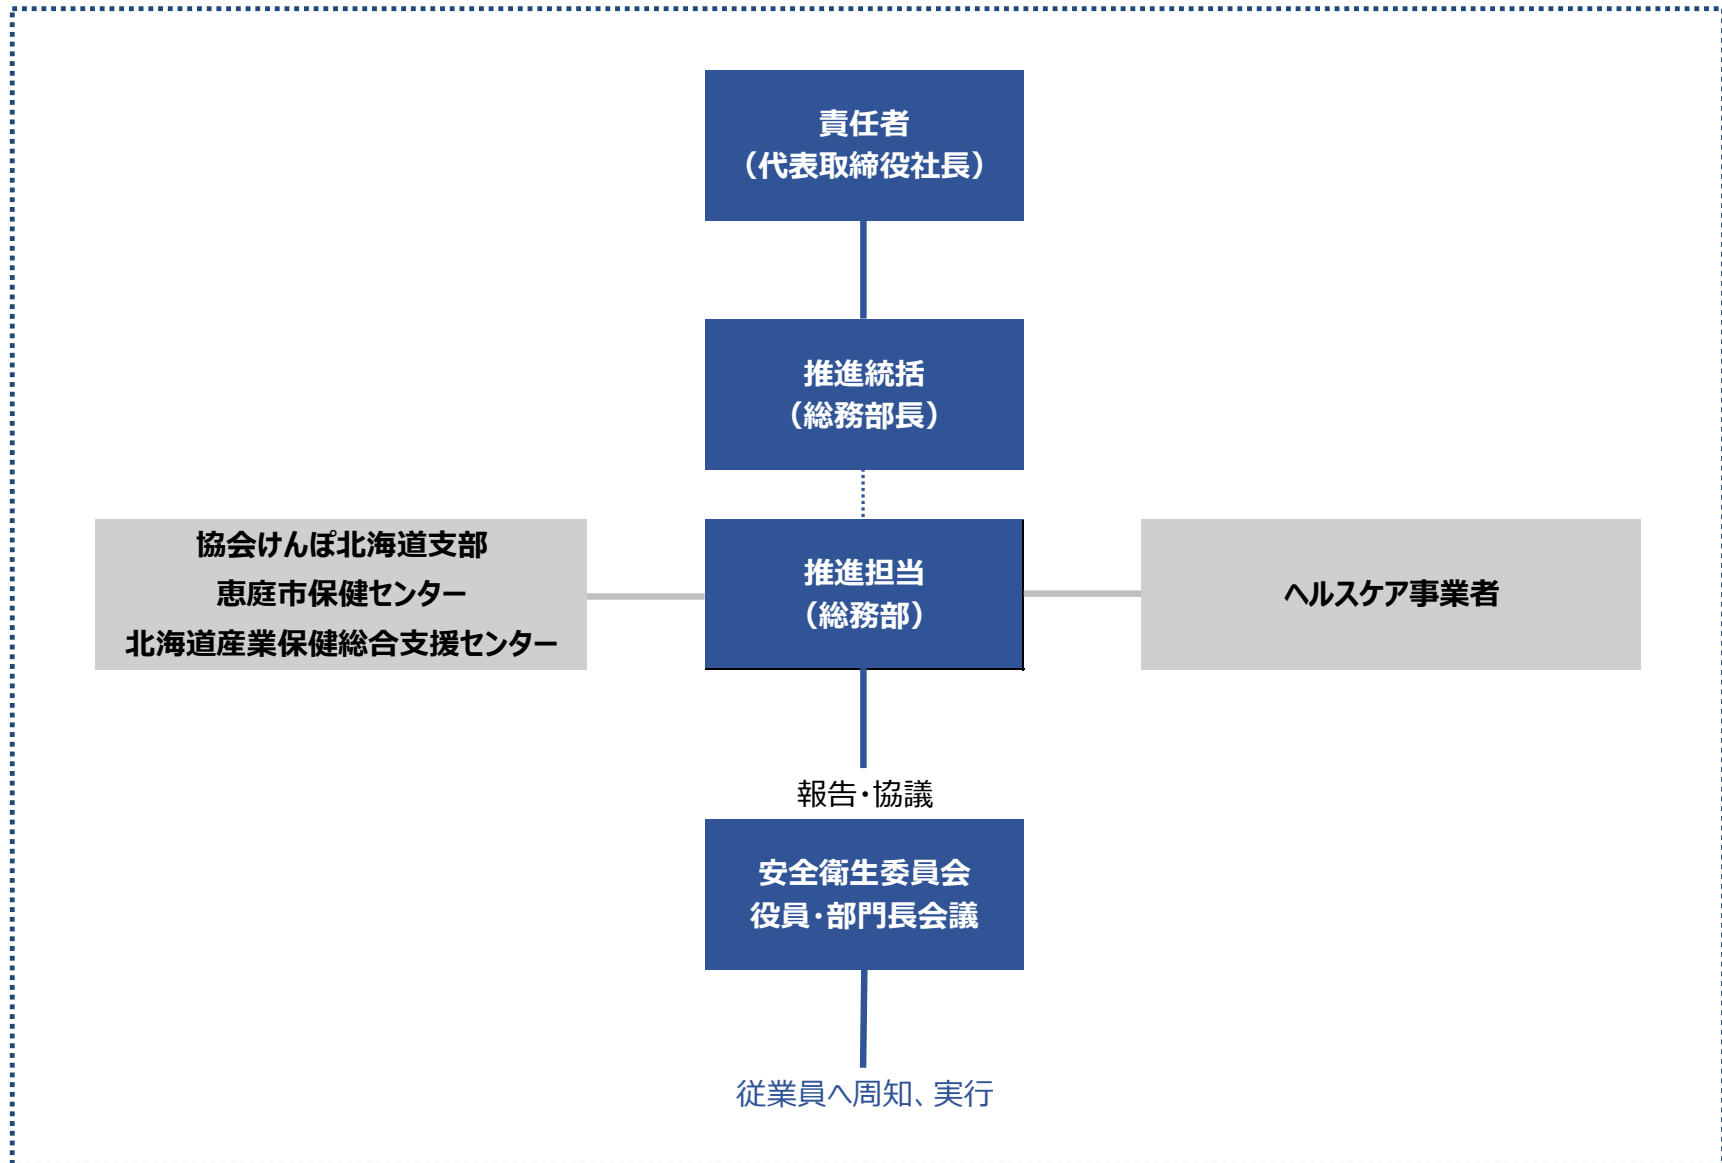 責任者
（代表取締役社長）
推進統括
（総務部長）
協会けんぽ北海道支部
恵庭市保健センター
北海道産業保健総合支援センター
推進担当
（総務部）
ヘルスケア事業者
報告・協議
安全衛生委員会
役員・部門長会議
従業員へ周知、実行